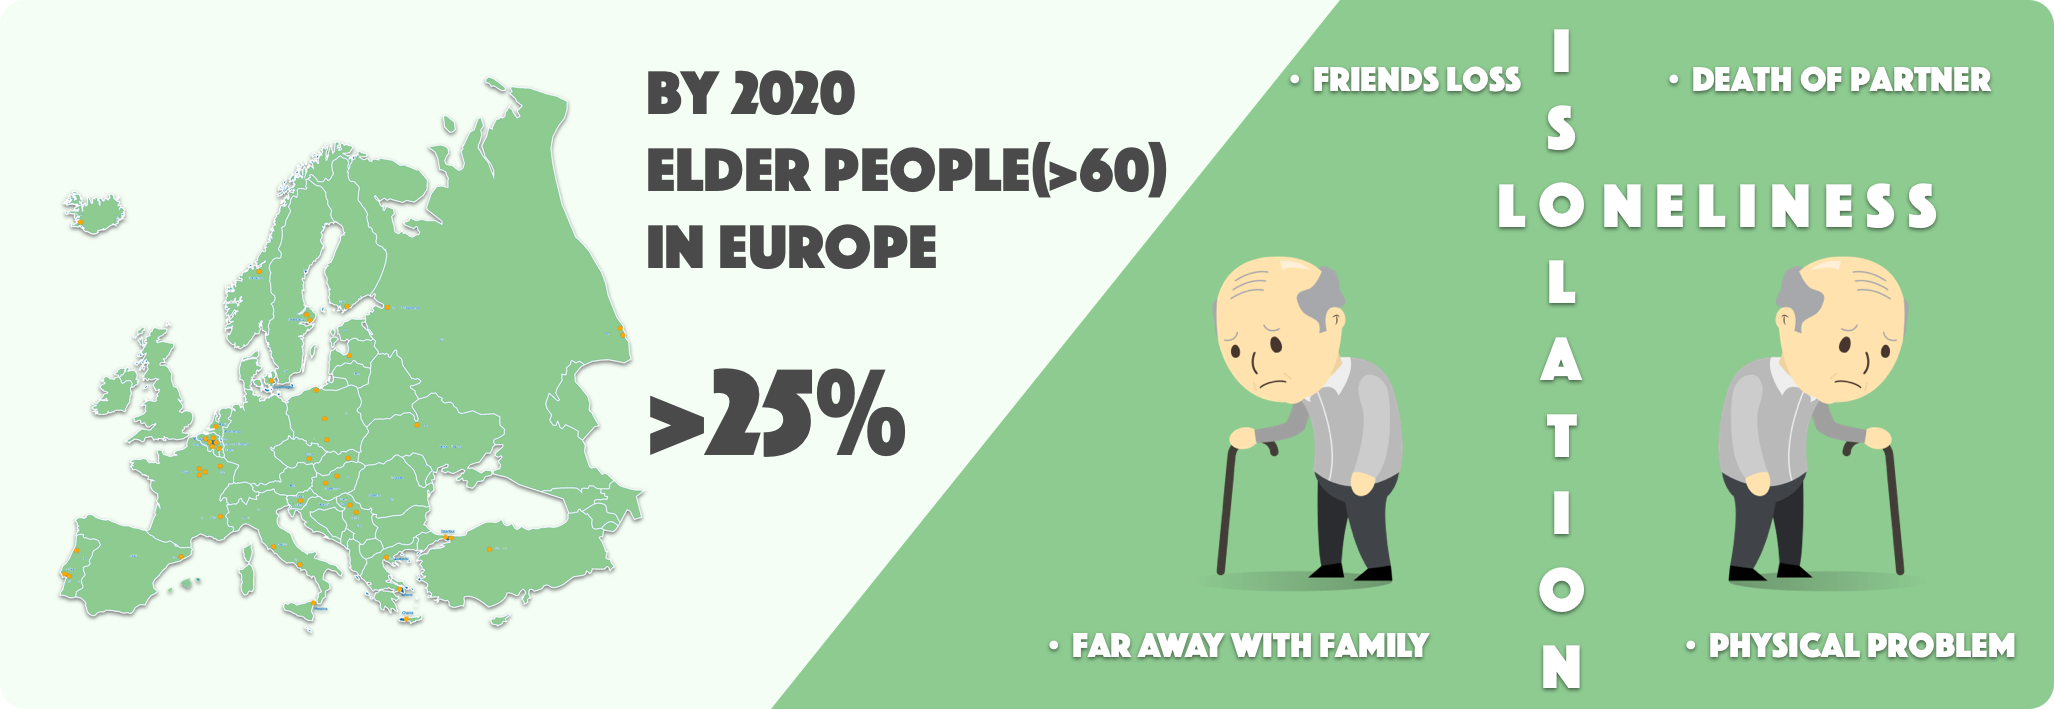 BY 2020
ELDER PEOPLE(>60)
IN EUROPE
>25%
• FRIENDS LOSS
• DEATH OF PARTNER
ISOLATION
LONELINESS
• FAR AWAY WITH FAMILY
• PHYSICAL PROBLEM